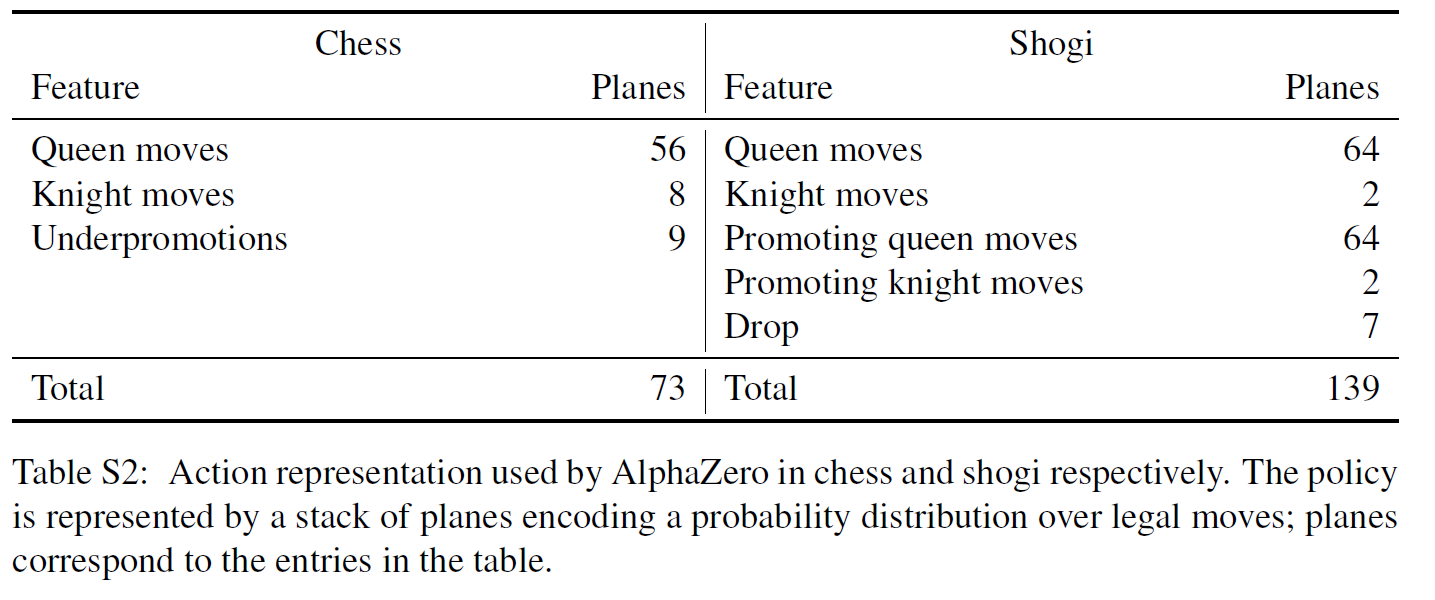 Chess Shogi
Feature Planes Feature Planes
Queen moves 56 Queen moves 64
Knight moves 8 Knight moves 2
Underpromotions 9 Promoting queen moves 64
Promoting knight moves 2
Drop 7
Total 73 Total 139
Table S2: Action representation used by AlphaZero in chess and shogi respectively. The policy
is represented by a stack of planes encoding a probability distribution over legal moves; planes
correspond to the entries in the table.